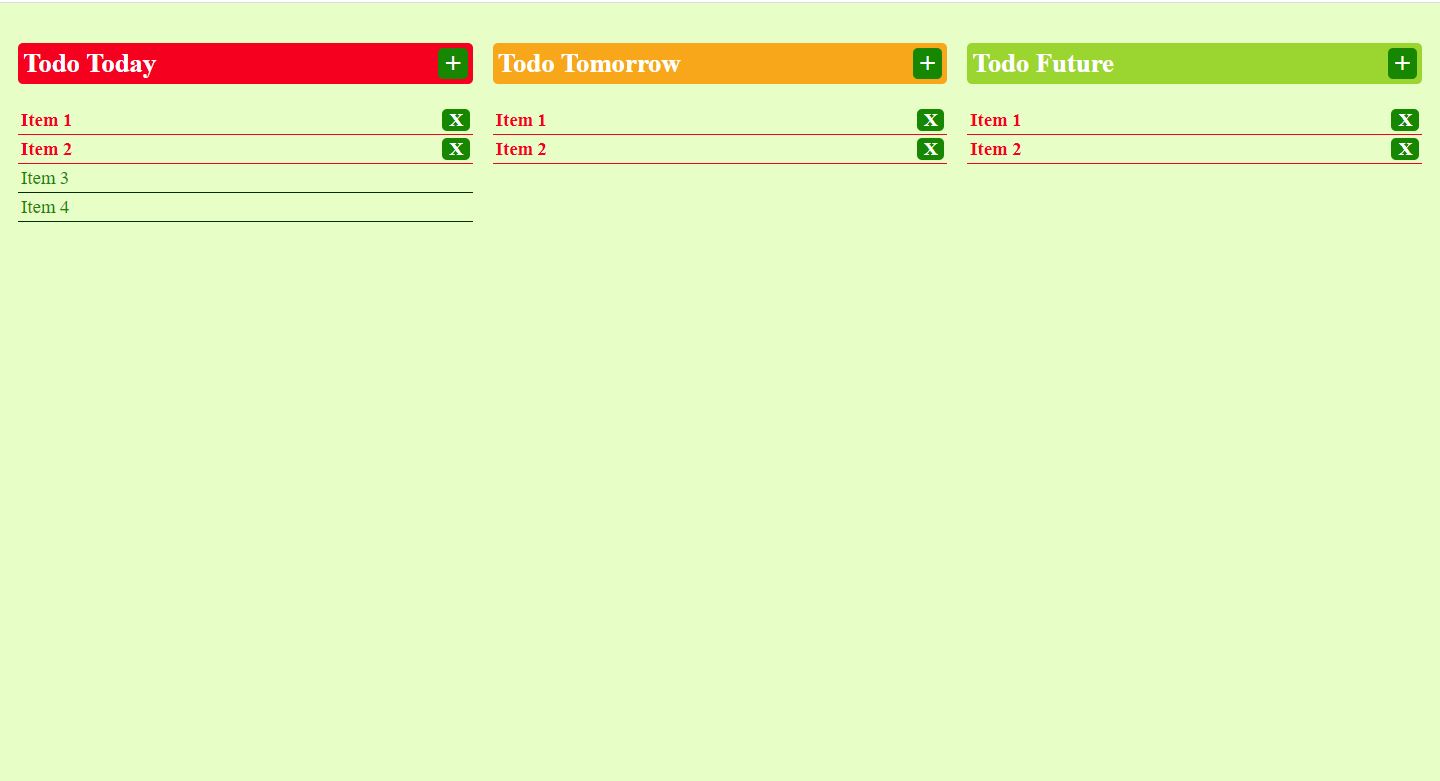 Todo Today +
Item 1 X
Item 2 X
Item 3
Item 4
Todo Tomorrow +
Item 1 X
Item 2 X
Todo Future +
Item 1 X
Item 2 X